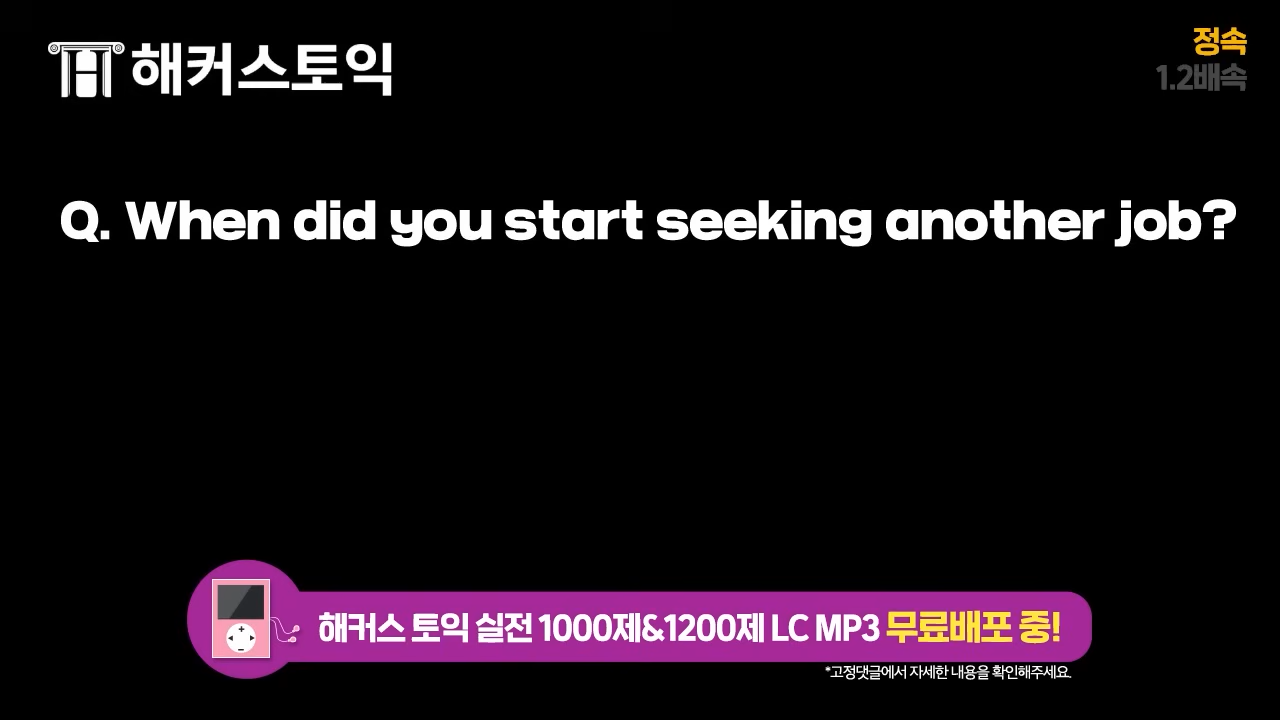 해커스토익
정속
1.2배속
Q. When did you start seeking another job?
해커스 토익 실전 1000제&1200제 LC MP3 무료배포 중!
*고정댓글에서 자세한 내용을 확인해주세요.